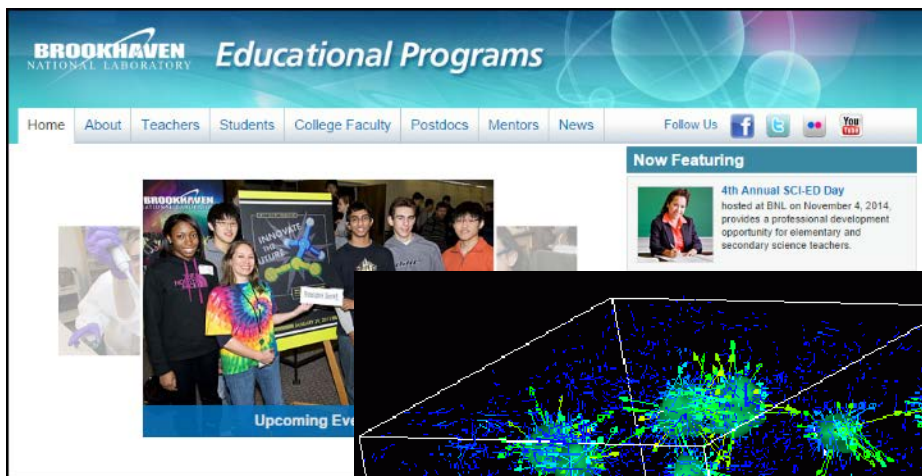 BROOKHAVEN
NATIONAL LABORATORY
Educational Programs
Home About Teachers Students College Faculty Postdocs Mentors News Follow Us
You
Tube
Now Featuring
4th Annual SCI-ED Day
hosted at BNL on November 4, 2014,
provides a professional development
opportunity for elementary and
secondary science teachers.
BROOKHAVEN
INNOVATE
THE
FUTURE
Upcoming Eve